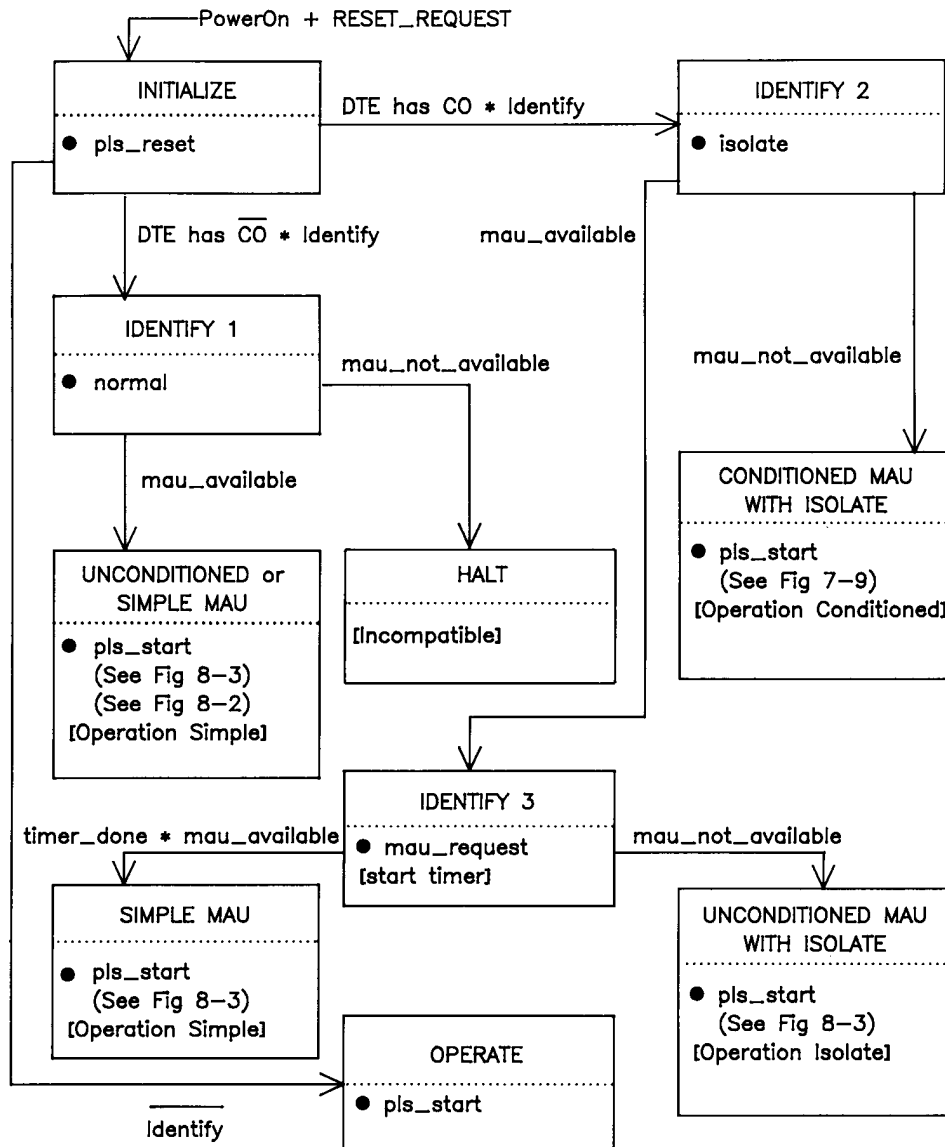 PowerOn + RESET_REQUEST
INITIALIZE
● pls_reset
DTE has CO * Identify
IDENTIFY 2
● isolate
DTE has C̅O̅ * Identify
mau_available
IDENTIFY 1
● normal
mau_not_available
mau_not_available
mau_available
CONDITIONED MAU
WITH ISOLATE
● pls_start
(See Fig 7-9)
[Operation Conditioned]
UNCONDITIONED or
SIMPLE MAU
● pls_start
(See Fig 8-3)
(See Fig 8-2)
[Operation Simple]
HALT
[Incompatible]
IDENTIFY 3
● mau_request
[start timer]
timer_done * mau_available
mau_not_available
SIMPLE MAU
● pls_start
(See Fig 8-3)
[Operation Simple]
UNCONDITIONED MAU
WITH ISOLATE
● pls_start
(See Fig 8-3)
[Operation Isolate]
OPERATE
● pls_start
I̅d̅e̅n̅t̅i̅f̅y̅